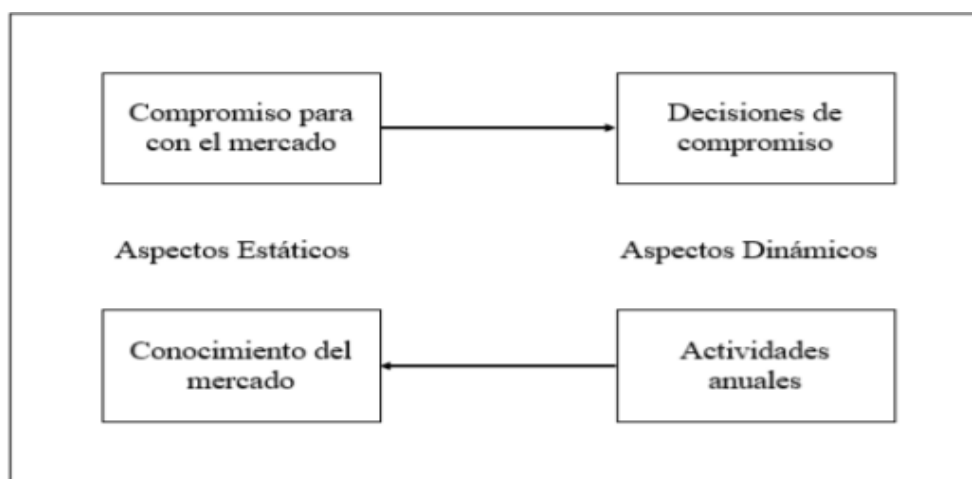 Compromiso para
con el mercado
Decisiones de
compromiso
Aspectos Estáticos
Aspectos Dinámicos
Conocimiento del
mercado
Actividades
anuales